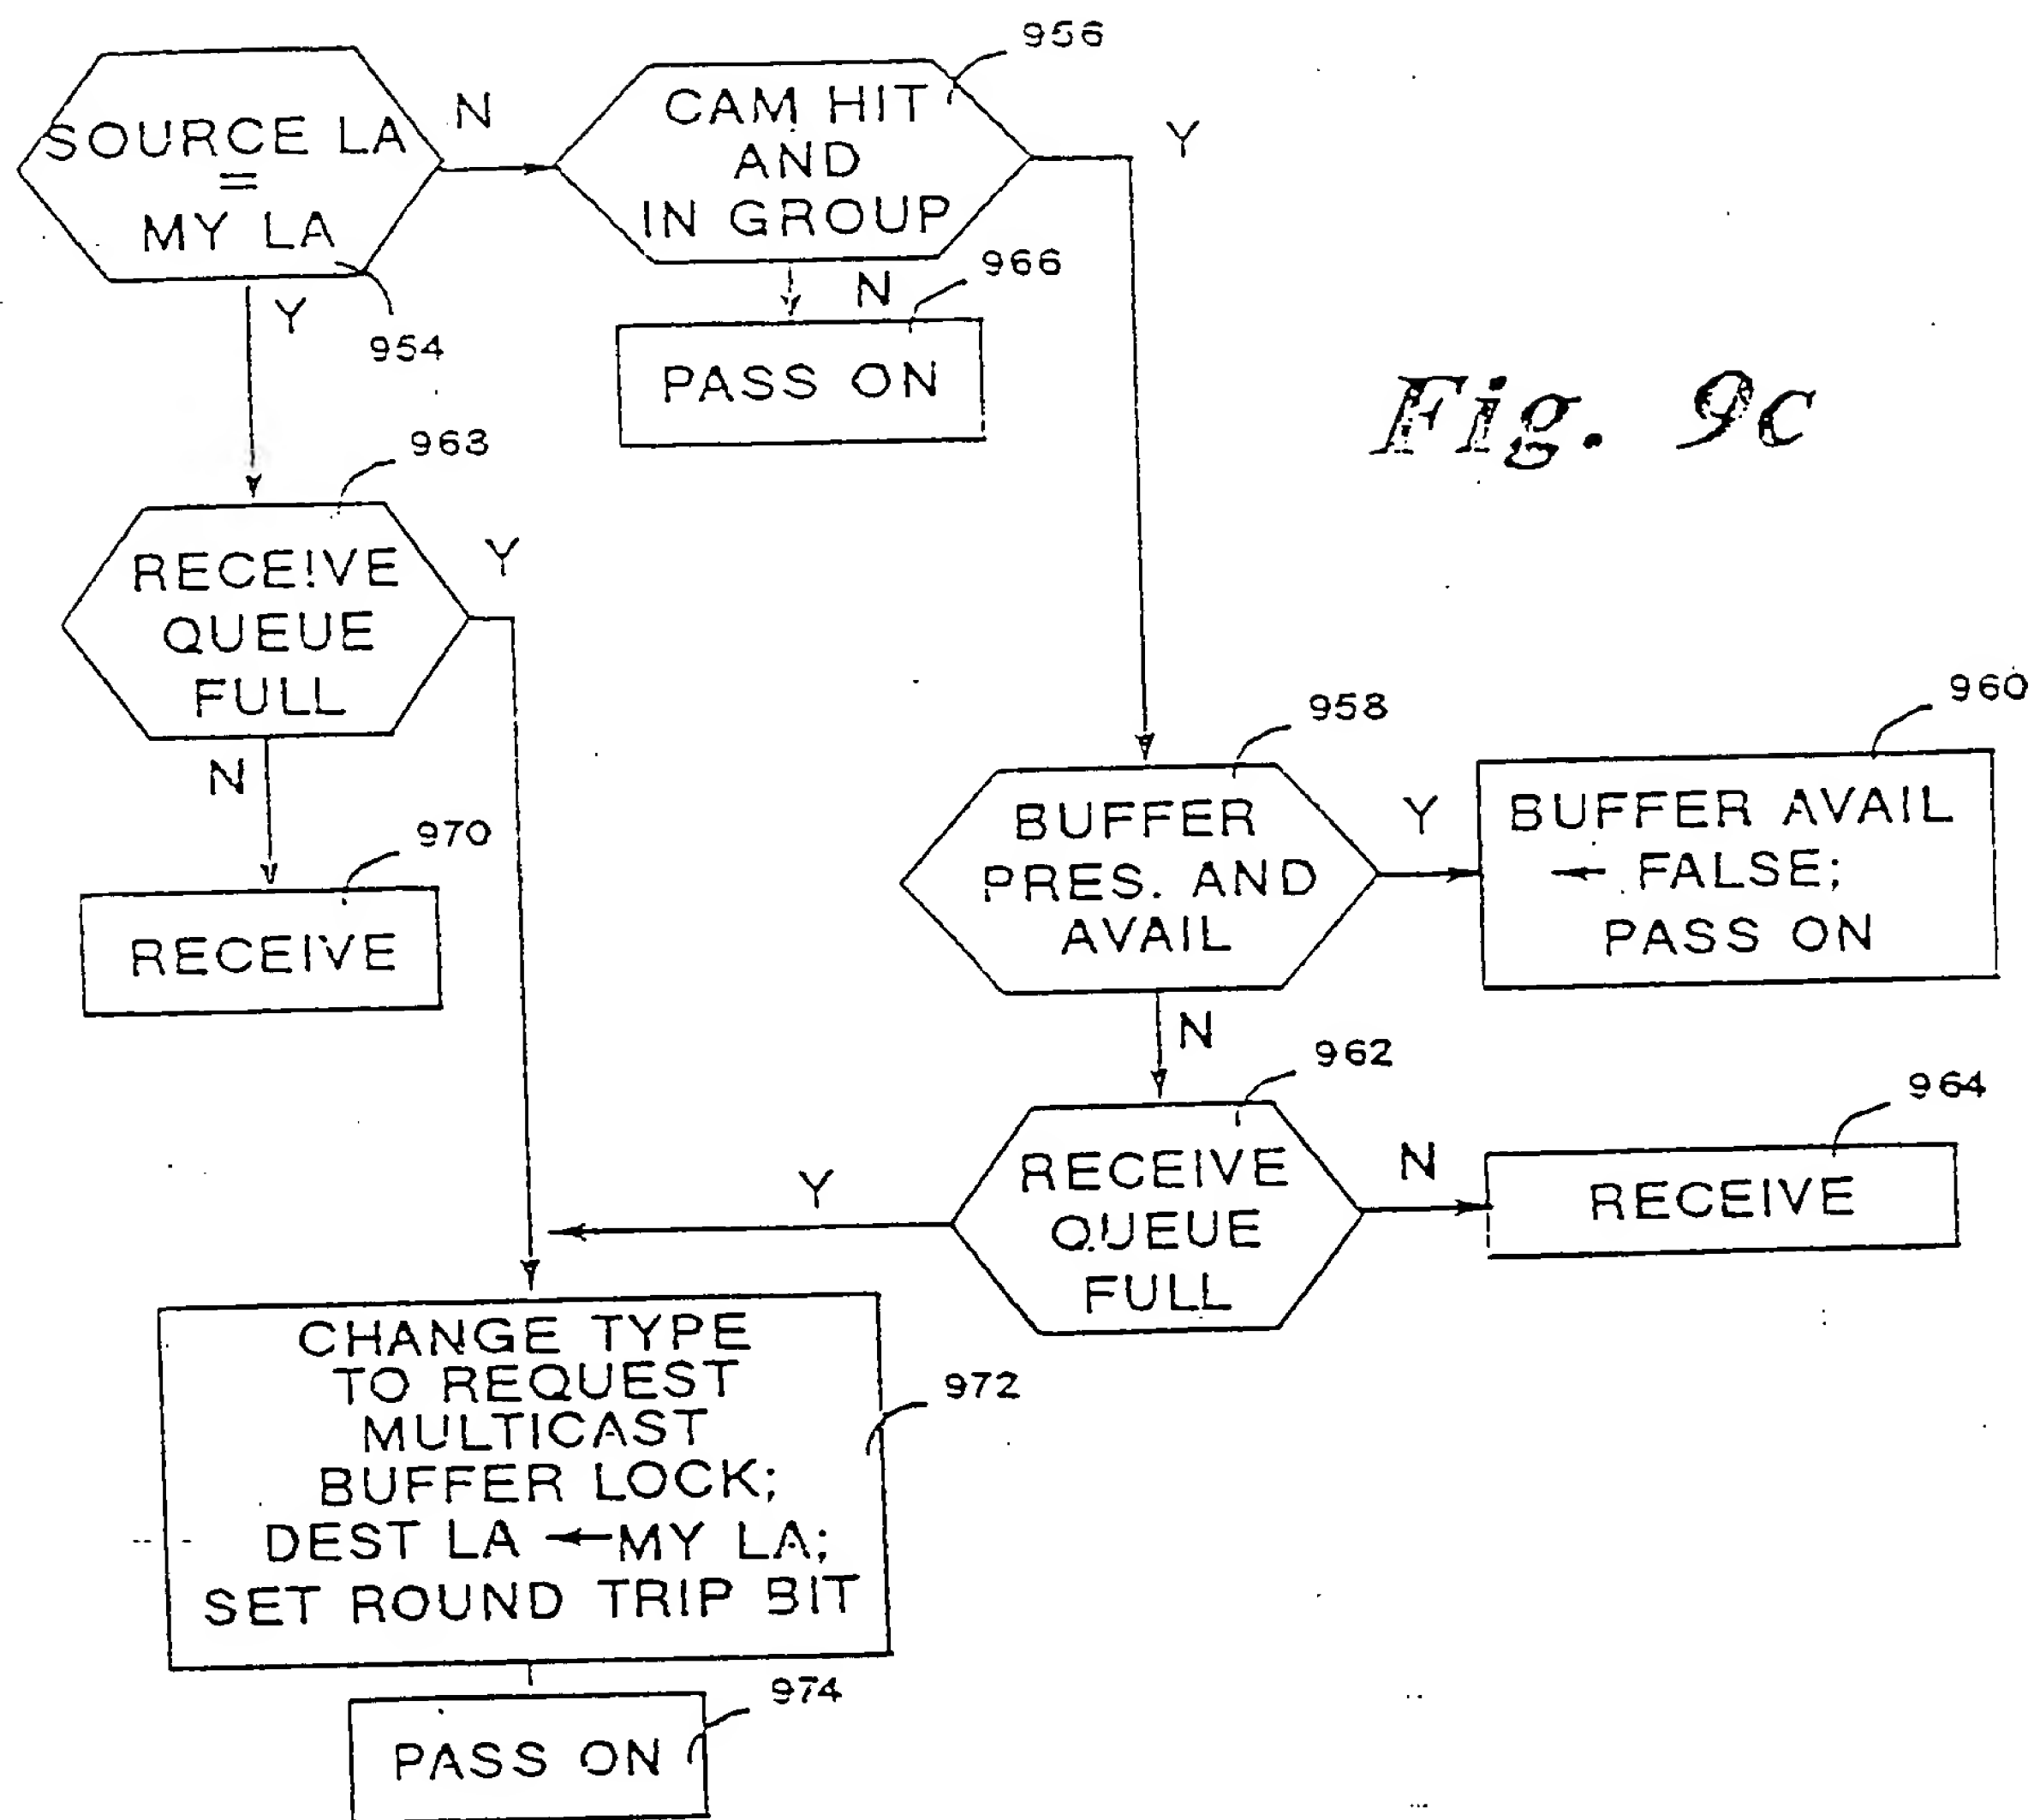 956
SOURCE LA
=
MY LA
N
CAM HIT
AND
IN GROUP
Y
954
Y
N
966
PASS ON
Fig. 9c
963
RECEIVE
QUEUE
FULL
Y
N
970
RECEIVE
958
BUFFER
PRES. AND
AVAIL
Y
960
BUFFER AVAIL
← FALSE;
PASS ON
N
962
RECEIVE
QUEUE
FULL
Y
N
964
RECEIVE
CHANGE TYPE
TO REQUEST
MULTICAST
BUFFER LOCK;
DEST LA ←MY LA;
SET ROUND TRIP BIT
972
974
PASS ON